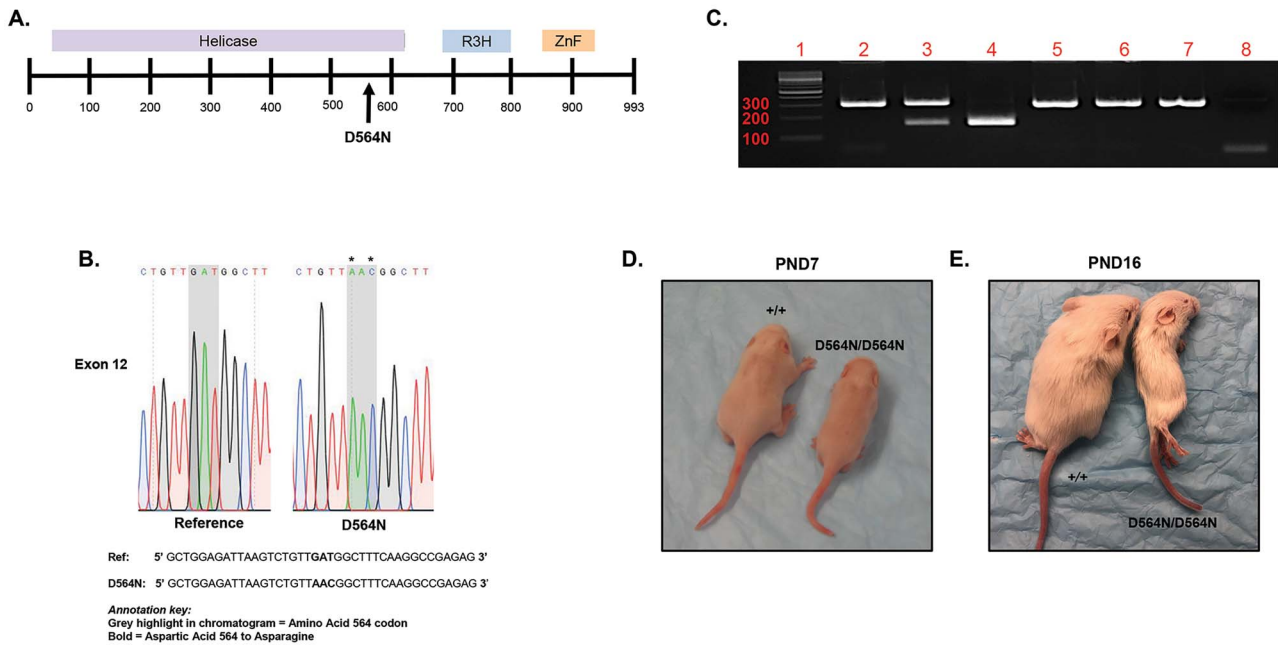 A.
Helicase
R3H
ZnF
0 100 200 300 400 500 600 700 800 900 993
D564N
B.
C T G T T G A T G G C T T
* *
C T G T T A A C G G C T T
Exon 12
Reference
D564N
Ref: 5' GCTGGAGATTAAGTCTGTTGATGGCTTTCAAGGCCGAGAG 3'
D564N: 5' GCTGGAGATTAAGTCTGTTAACGGCTTTCAAGGCCGAGAG 3'
Annotation key:
Grey highlight in chromatogram = Amino Acid 564 codon
Bold = Aspartic Acid 564 to Asparagine
C.
1 2 3 4 5 6 7 8
300
200
100
D.
PND7
+/+
D564N/D564N
E.
PND16
+/+
D564N/D564N